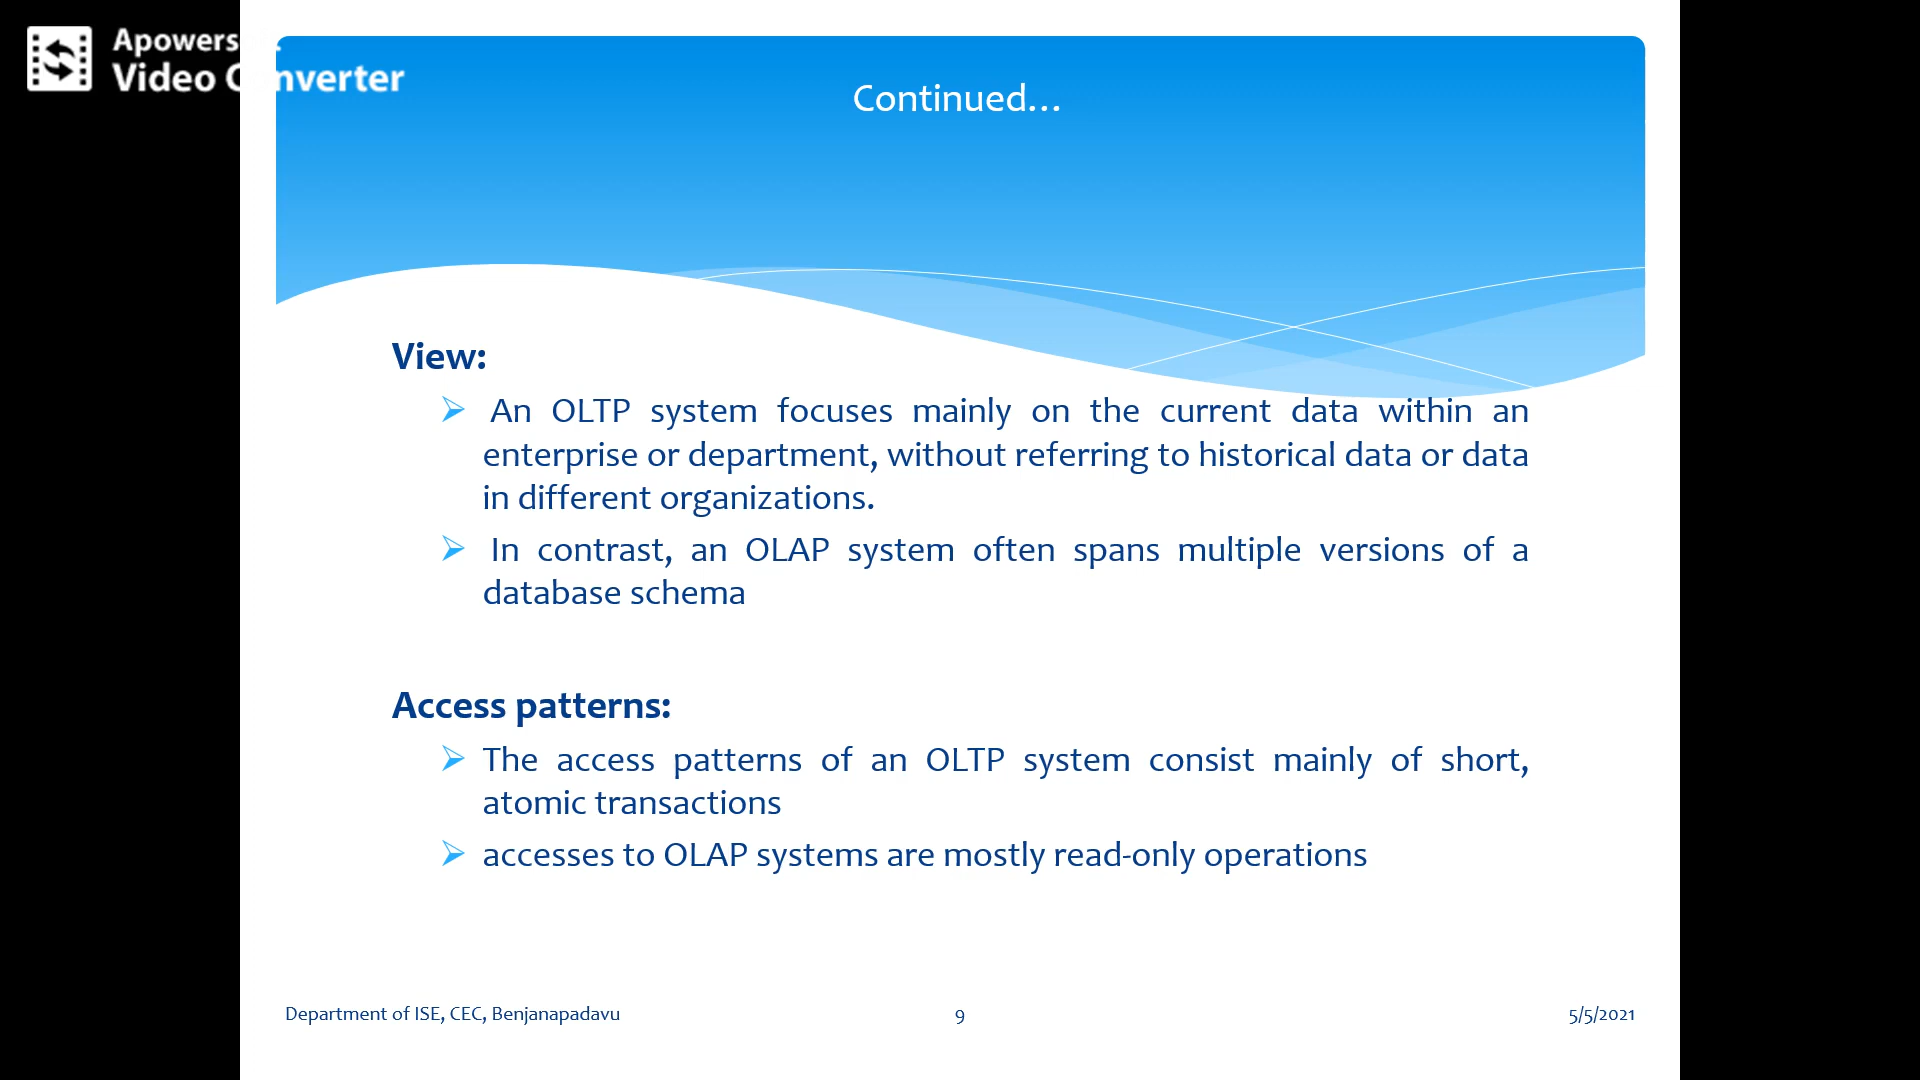 Apowers
Video Converter
Continued...
View:
An OLTP system focuses mainly on the current data within an
enterprise or department, without referring to historical data or data
in different organizations.
In contrast, an OLAP system often spans multiple versions of a
database schema
Access patterns:
The access patterns of an OLTP system consist mainly of short,
atomic transactions
accesses to OLAP systems are mostly read-only operations
Department of ISE, CEC, Benjanapadavu
9
5/5/2021